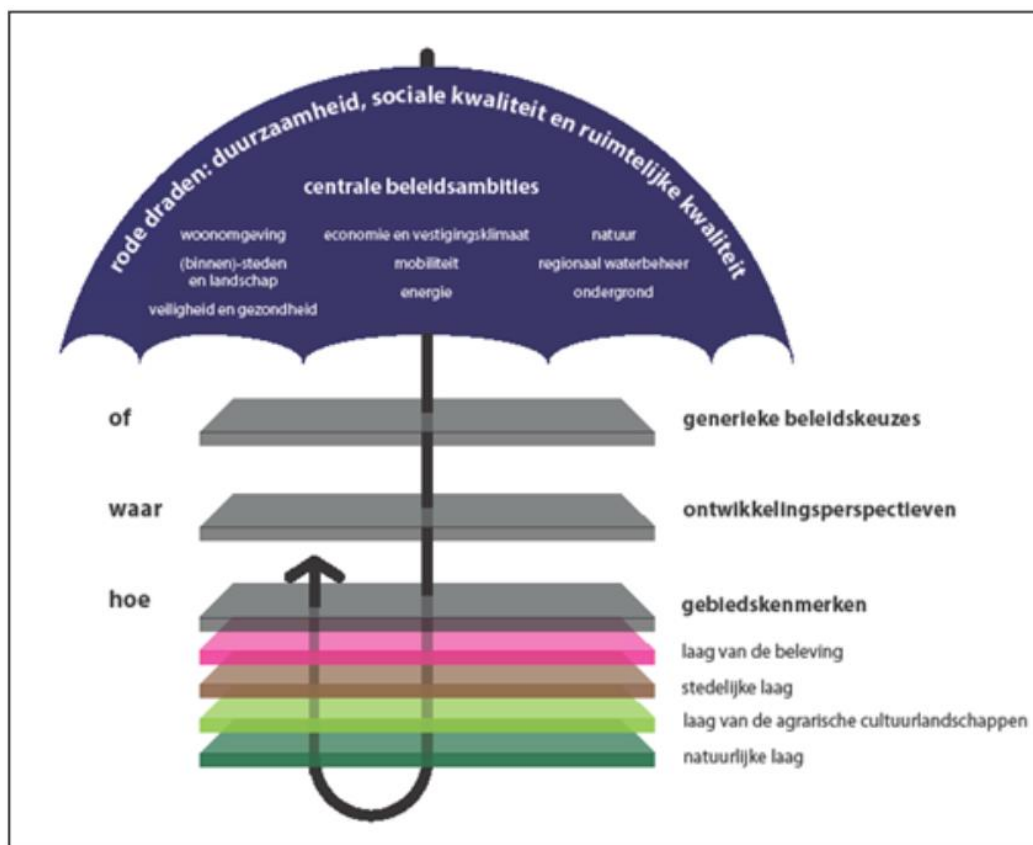 rode draden: duurzaamheid, sociale kwaliteit en ruimtelijke kwaliteit
centrale beleidsambities
woonomgeving
(binnen)-steden
en landschap
veiligheid en gezondheid
economie en vestigingsklimaat
mobiliteit
energie
natuur
regionaal waterbeheer
ondergrond
of
generieke beleidskeuzes
waar
ontwikkelingsperspectieven
hoe
gebiedskenmerken
laag van de beleving
stedelijke laag
laag van de agrarische cultuurlandschappen
natuurlijke laag